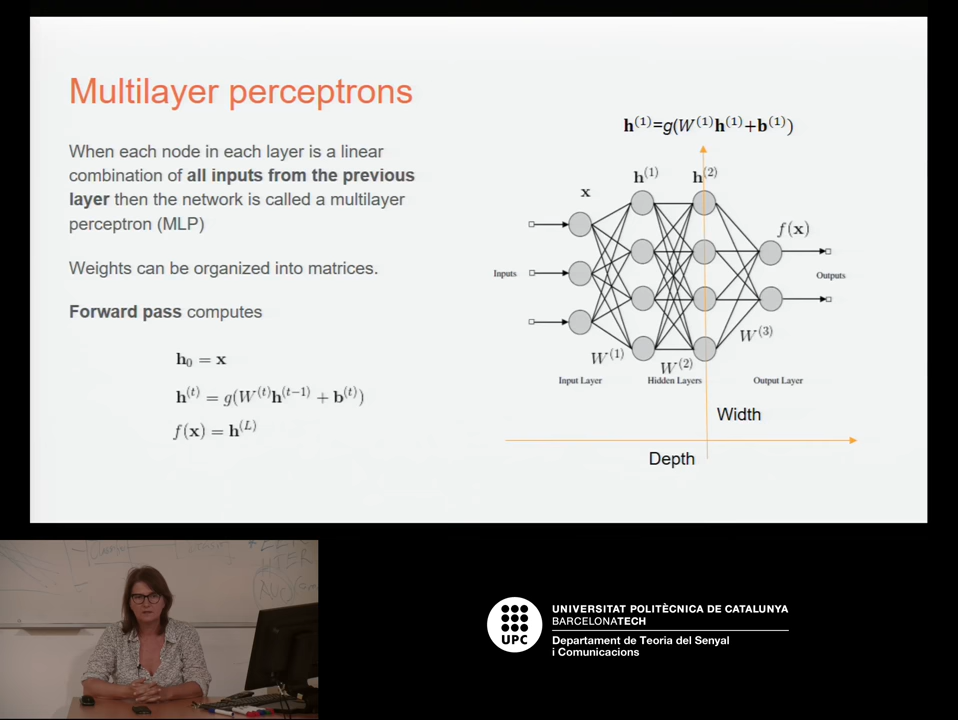 Multilayer perceptrons
When each node in each layer is a linear
combination of all inputs from the previous
layer then the network is called a multilayer
perceptron (MLP)
Weights can be organized into matrices.
Forward pass computes
h₀ = x
h⁽ᵗ⁾ = g(W⁽ᵗ⁾h⁽ᵗ⁻¹⁾ + b⁽ᵗ⁾)
f(x) = h⁽ᴸ⁾
h⁽¹⁾=g(W⁽¹⁾h⁽¹⁾+b⁽¹⁾)
x
h⁽¹⁾
h⁽²⁾
f(x)
Inputs
Outputs
W⁽¹⁾
W⁽²⁾
W⁽³⁾
Input Layer
Hidden Layers
Output Layer
Width
Depth
UPC
UNIVERSITAT POLITÈCNICA DE CATALUNYA
BARCELONATECH
Departament de Teoria del Senyal
i Comunicacions